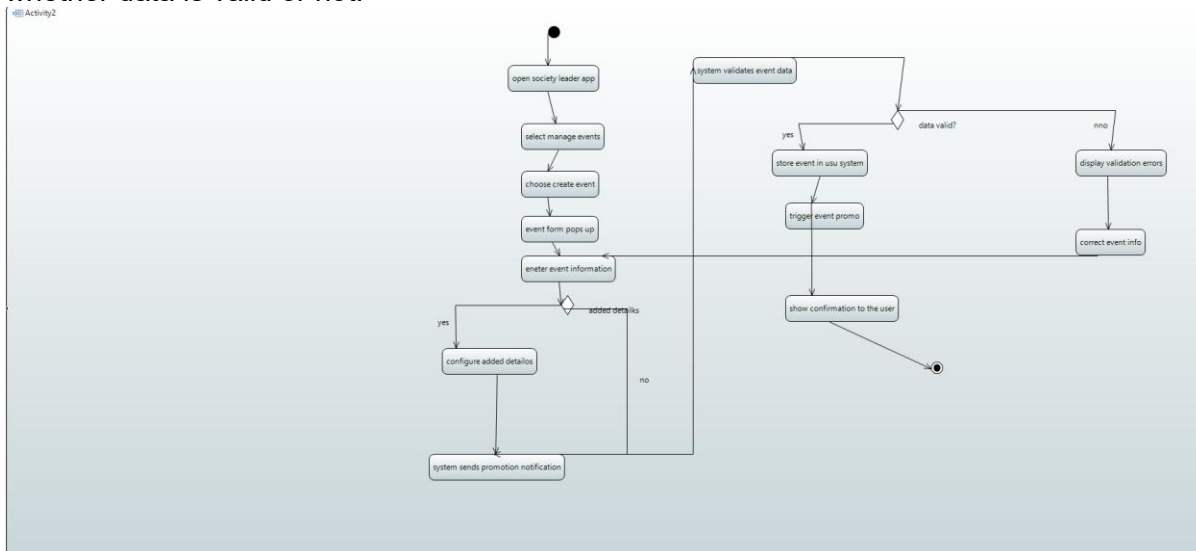 whether data is valid or not.
Activity2
open society leader app
select manage events
choose create event
event form pops up
eneter event information
added detailks
yes
configure added detailos
no
system sends promotion notification
system validates event data
data valid?
yes
nno
store event in usu system
display validation errors
trigger event promo
correct event info
show confirmation to the user